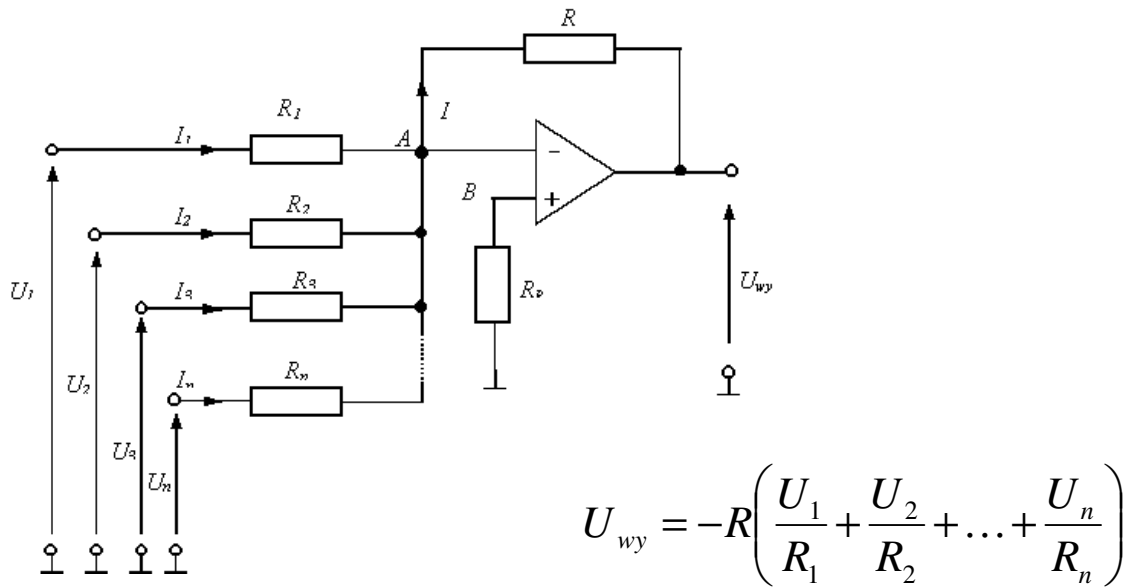 R
R₁
I
I₁
A
−
B
+
R₂
I₂
U₁
R₃
I₃
Rₚ
U_wy
U₂
Rₙ
Iₙ
U₃
Uₙ
U_wy = −R(U₁/R₁ + U₂/R₂ + … + Uₙ/Rₙ)